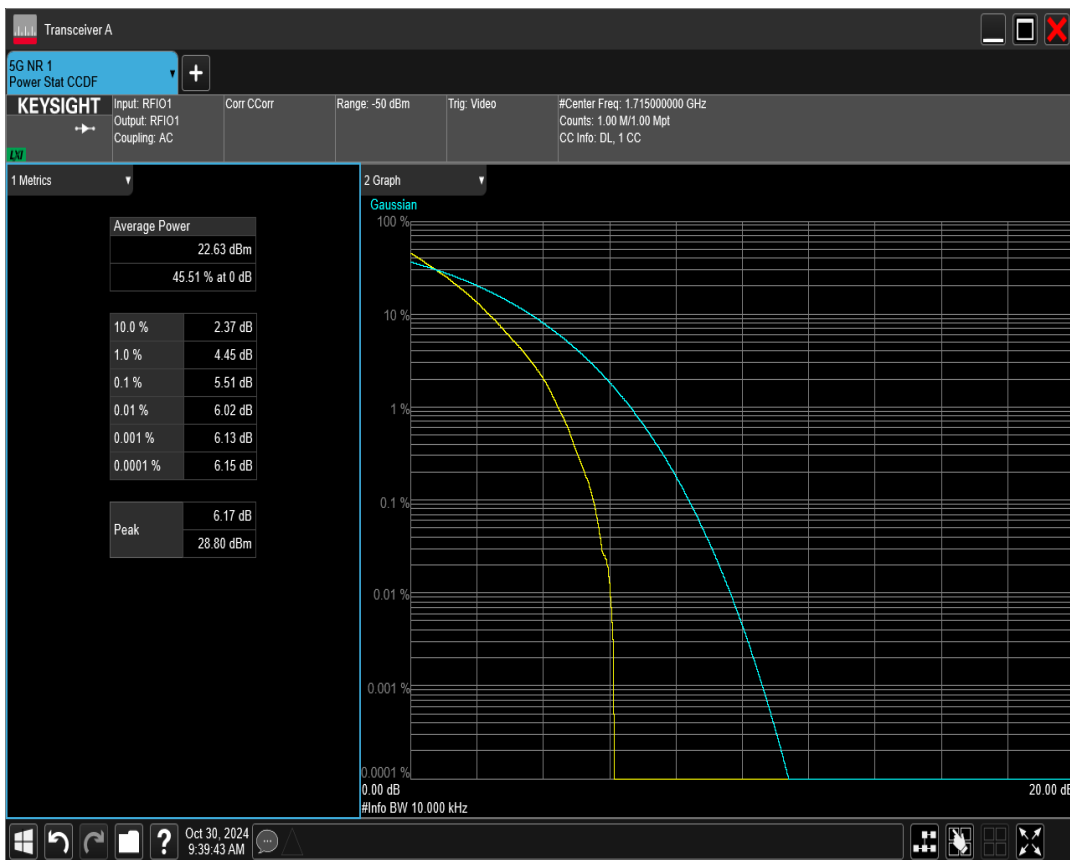 Transceiver A
5G NR 1
Power Stat CCDF
+
KEYSIGHT
LXI
Input: RFIO1
Output: RFIO1
Coupling: AC
Corr CCorr
Range: -50 dBm
Trig: Video
#Center Freq: 1.715000000 GHz
Counts: 1.00 M/1.00 Mpt
CC Info: DL, 1 CC
1 Metrics
Average Power
22.63 dBm
45.51 % at 0 dB
10.0 % 2.37 dB
1.0 % 4.45 dB
0.1 % 5.51 dB
0.01 % 6.02 dB
0.001 % 6.13 dB
0.0001 % 6.15 dB
Peak 6.17 dB
28.80 dBm
2 Graph
Gaussian
100 %
10 %
1 %
0.1 %
0.01 %
0.001 %
0.0001 %
0.00 dB 20.00 dB
#Info BW 10.000 kHz
?
Oct 30, 2024
9:39:43 AM